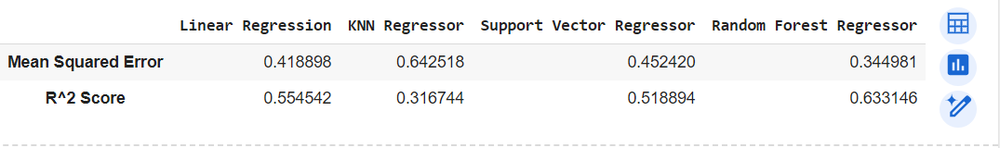 Linear Regression KNN Regressor Support Vector Regressor Random Forest Regressor
Mean Squared Error 0.418898 0.642518 0.452420 0.344981
R^2 Score 0.554542 0.316744 0.518894 0.633146